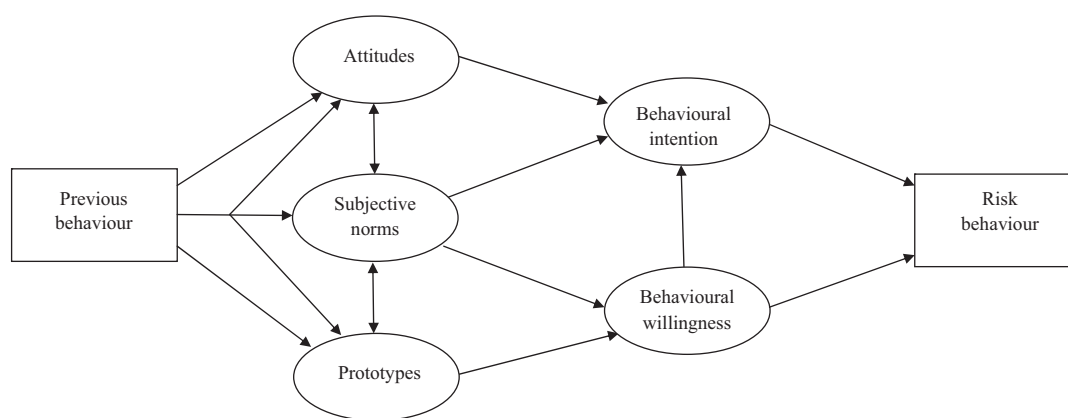 Attitudes
Behavioural
intention
Previous
behaviour
Subjective
norms
Risk
behaviour
Behavioural
willingness
Prototypes